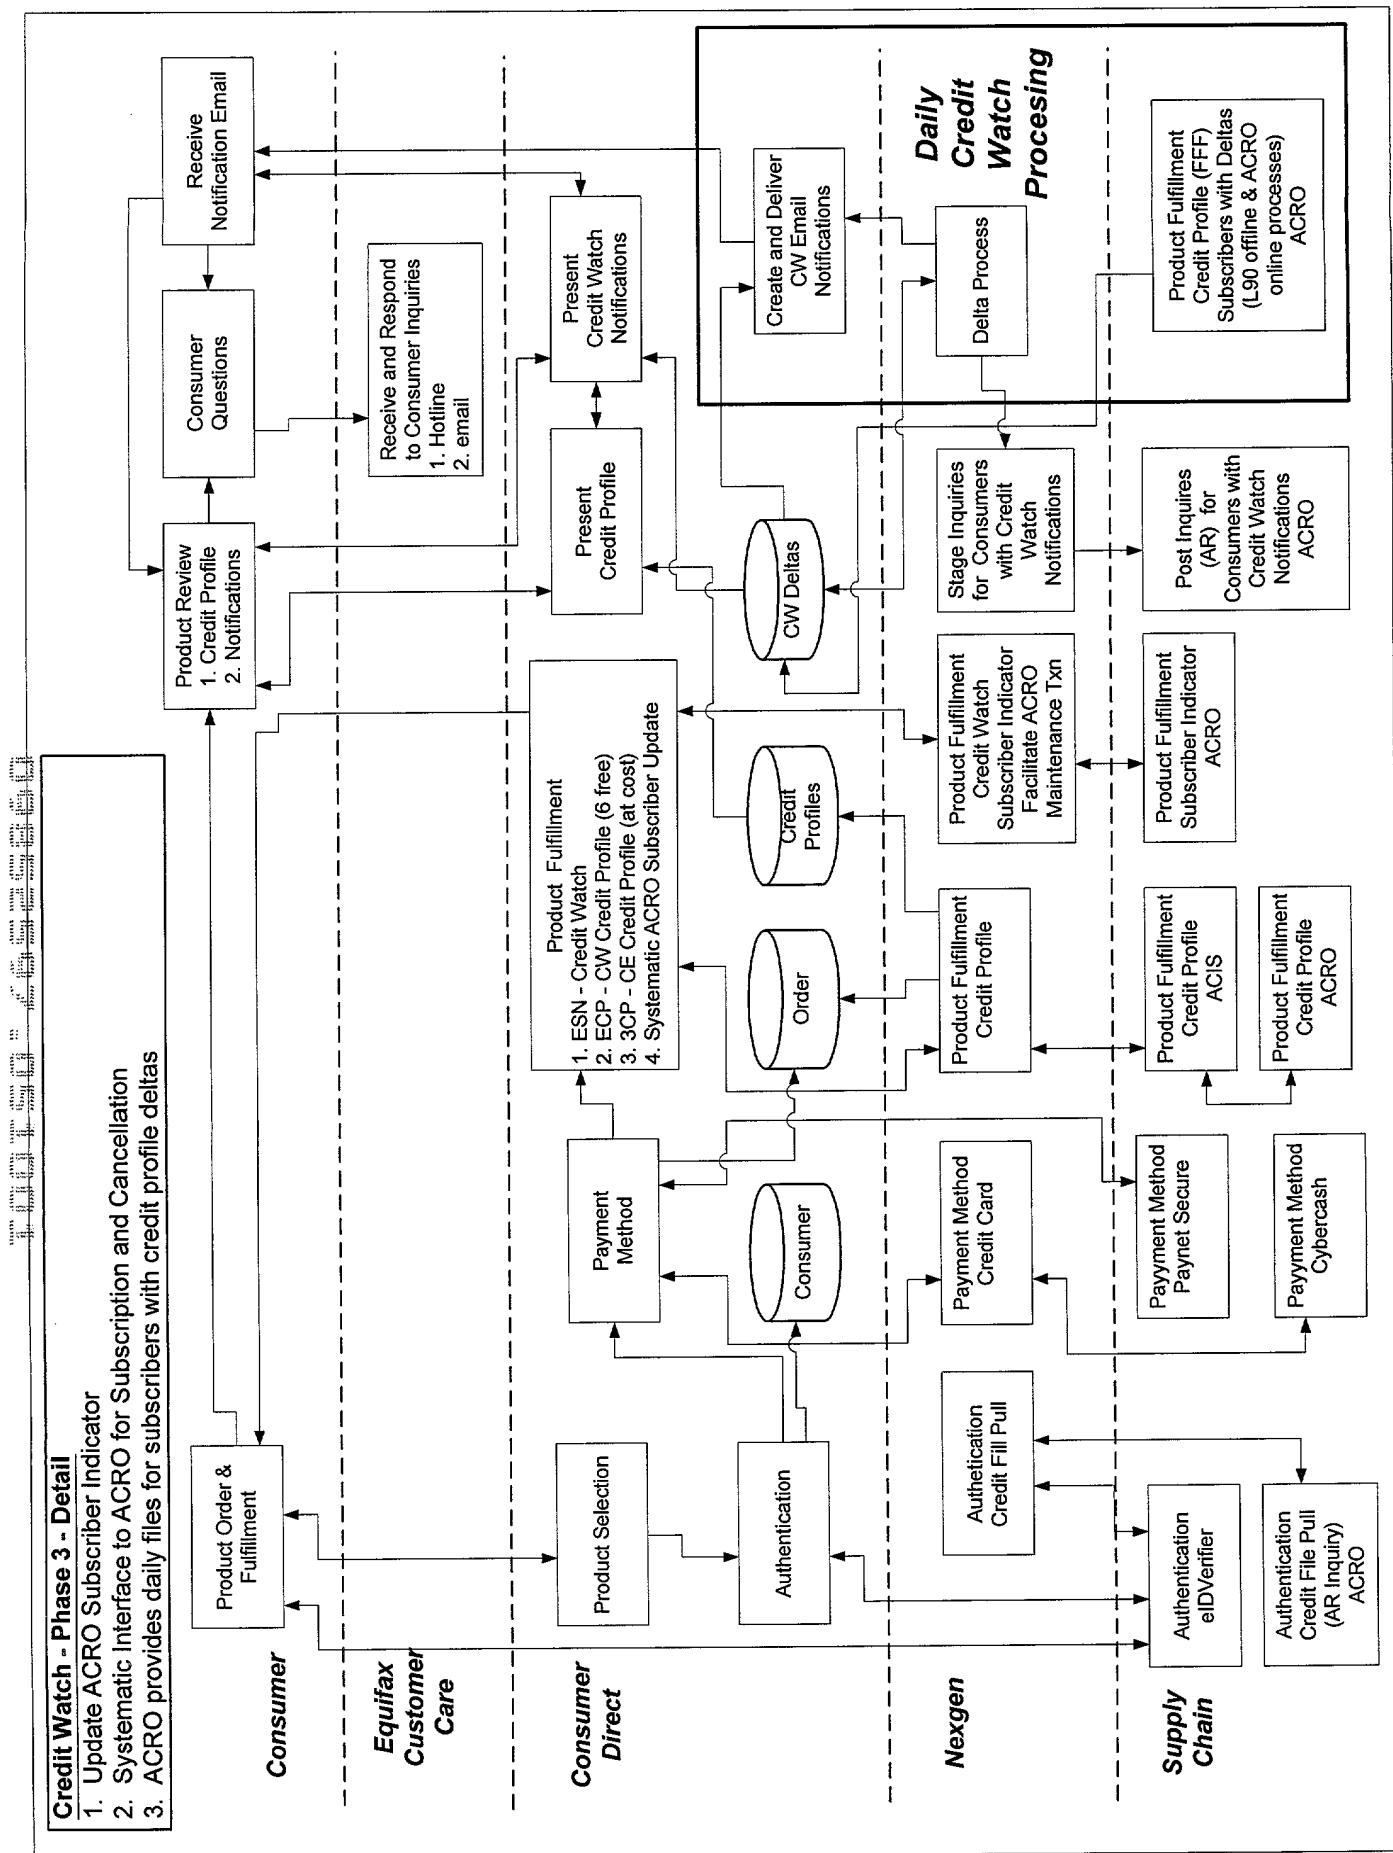 Credit Watch - Phase 3 - Detail
1. Update ACRO Subscriber Indicator
2. Systematic Interface to ACRO for Subscription and Cancellation
3. ACRO provides daily files for subscribers with credit profile deltas
Consumer
Product Order &
Fulfillment
Product Review
1. Credit Profile
2. Notifications
Consumer
Questions
Receive
Notification Email
Equifax
Customer
Care
Receive and Respond
to Consumer Inquiries
1. Hotline
2. email
Consumer
Direct
Product Selection
Payment
Method
Product Fulfillment
1. ESN - Credit Watch
2. ECP - CW Credit Profile (6 free)
3. 3CP - CE Credit Profile (at cost)
4. Systematic ACRO Subscriber Update
Present
Credit Profile
Present
Credit Watch
Notifications
Authentication
Consumer
Order
Credit
Profiles
CW Deltas
Create and Deliver
CW Email
Notifications
Nexgen
Authetication
Credit Fill Pull
Payment Method
Credit Card
Product Fulfillment
Credit Profile
Product Fulfillment
Credit Watch
Subscriber Indicator
Facilitate ACRO
Maintenance Txn
Stage Inquiries
for Consumers
with Credit
Watch
Notifications
Delta Process
Daily
Credit
Watch
Procesing
Supply
Chain
Authentication
eIDVerifier
Authentication
Credit File Pull
(AR Inquiry)
ACRO
Payyment Method
Paynet Secure
Payyment Method
Cybercash
Product Fulfillment
Credit Profile
ACIS
Product Fulfillment
Credit Profile
ACRO
Product Fulfillment
Subscriber Indicator
ACRO
Post Inquires
(AR) for
Consumers with
Credit Watch
Notifications
ACRO
Product Fulfillment
Credit Profile (FFF)
Subscribers with Deltas
(L90 offilne & ACRO
online processes)
ACRO